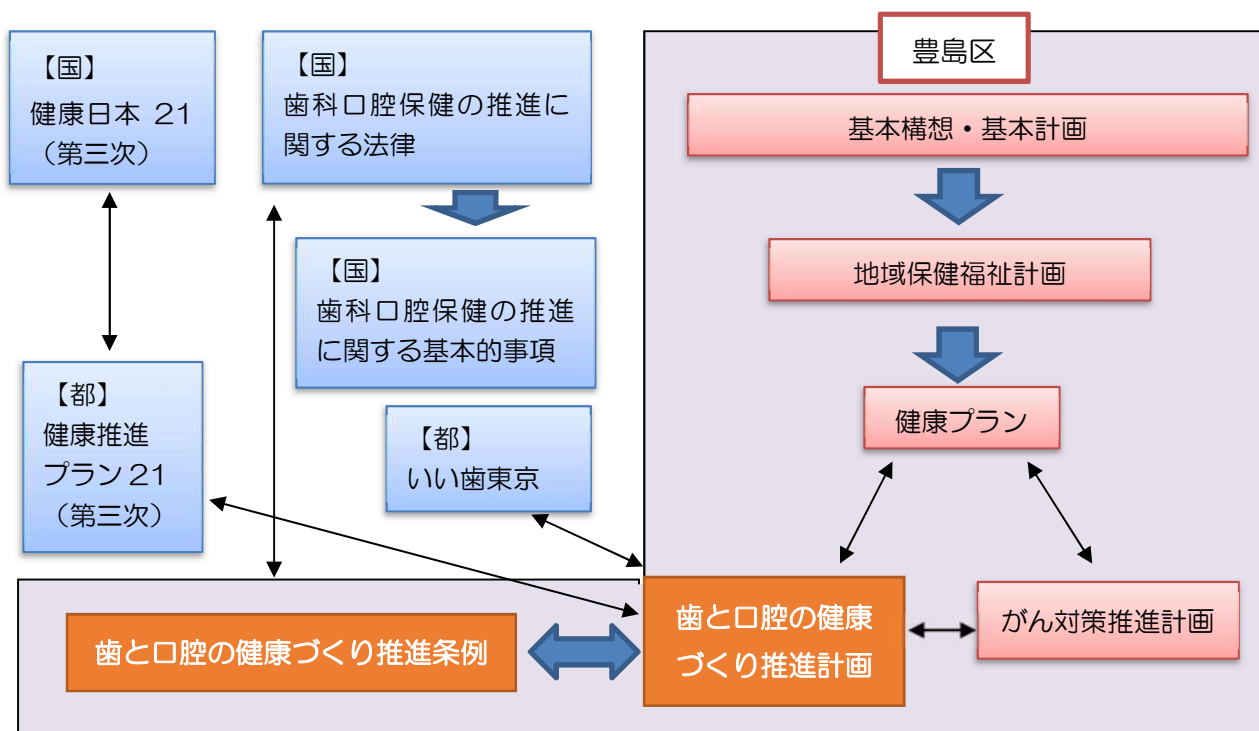 【国】
健康日本 21
（第三次）
【国】
歯科口腔保健の推進に
関する法律
【国】
歯科口腔保健の推進
に関する基本的事項
【都】
健康推進
プラン 21
（第三次）
【都】
いい歯東京
豊島区
基本構想・基本計画
地域保健福祉計画
健康プラン
歯と口腔の健康づくり推進条例
歯と口腔の健康
づくり推進計画
がん対策推進計画